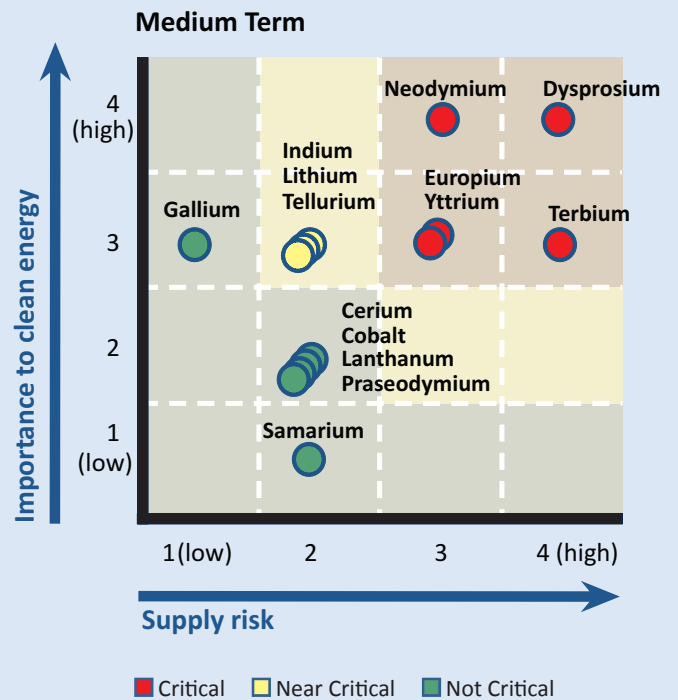 Medium Term
Importance to clean energy
4
(high)
3
2
1
(low)
Neodymium
Dysprosium
Indium
Lithium
Tellurium
Europium
Yttrium
Gallium
Terbium
Cerium
Cobalt
Lanthanum
Praseodymium
Samarium
1 (low)
2
3
4 (high)
Supply risk
Critical
Near Critical
Not Critical